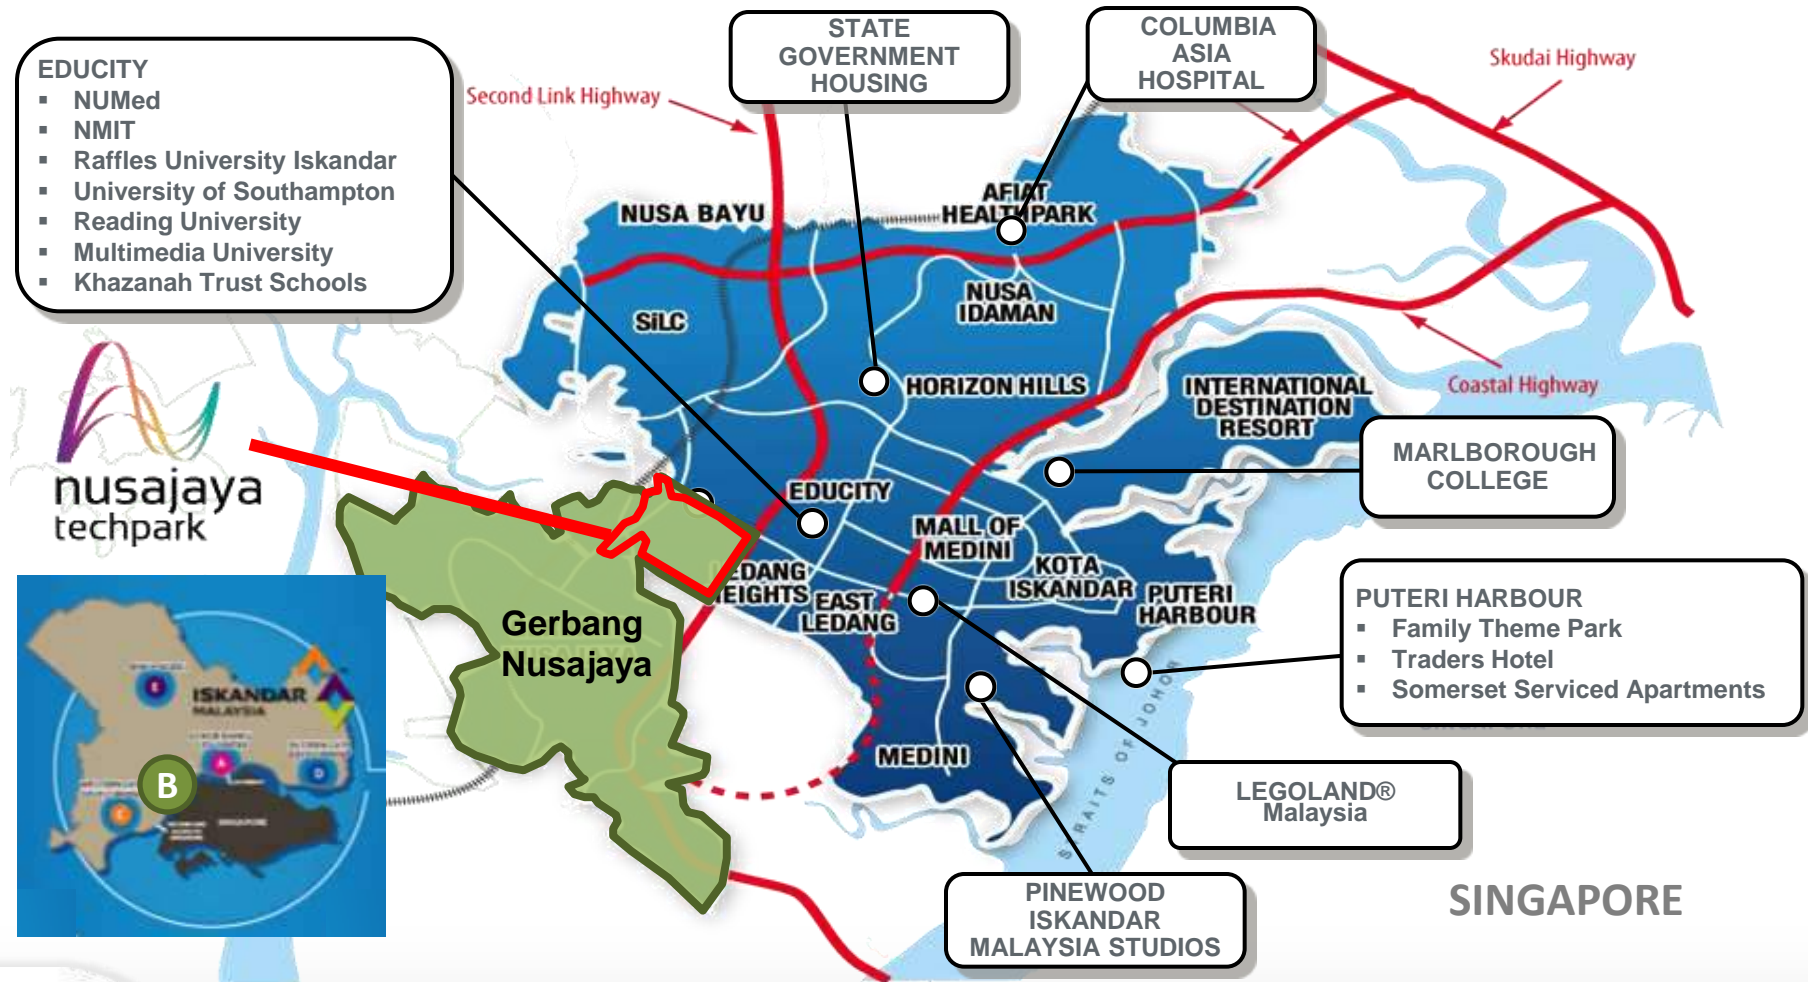 EDUCITY
▪ NUMed
▪ NMIT
▪ Raffles University Iskandar
▪ University of Southampton
▪ Reading University
▪ Multimedia University
▪ Khazanah Trust Schools
STATE
GOVERNMENT
HOUSING
COLUMBIA
ASIA
HOSPITAL
Skudai Highway
Second Link Highway
NUSA BAYU
AFIAT
HEALTHPARK
SiLC
NUSA
IDAMAN
HORIZON HILLS
INTERNATIONAL
DESTINATION
RESORT
Coastal Highway
MARLBOROUGH
COLLEGE
nusajaya
techpark
EDUCITY
MALL OF
MEDINI
KOTA
ISKANDAR
PUTERI
HARBOUR
EAST
LEDANG
Gerbang
Nusajaya
PUTERI HARBOUR
▪ Family Theme Park
▪ Traders Hotel
▪ Somerset Serviced Apartments
MEDINI
STRAITS OF JOHOR
LEGOLAND®
Malaysia
PINEWOOD
ISKANDAR
MALAYSIA STUDIOS
SINGAPORE
ISKANDAR
MALAYSIA
E
A
D
B
C
SINGAPORE